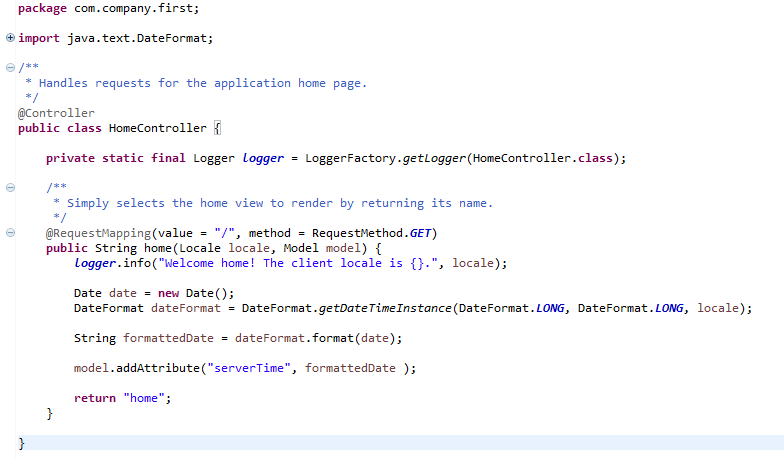 package com.company.first;
import java.text.DateFormat;
/**
 * Handles requests for the application home page.
 */
@Controller
public class HomeController {
    private static final Logger logger = LoggerFactory.getLogger(HomeController.class);
    /**
     * Simply selects the home view to render by returning its name.
     */
    @RequestMapping(value = "/", method = RequestMethod.GET)
    public String home(Locale locale, Model model) {
        logger.info("Welcome home! The client locale is {}.", locale);
        Date date = new Date();
        DateFormat dateFormat = DateFormat.getDateTimeInstance(DateFormat.LONG, DateFormat.LONG, locale);
        String formattedDate = dateFormat.format(date);
        model.addAttribute("serverTime", formattedDate );
        return "home";
    }
}